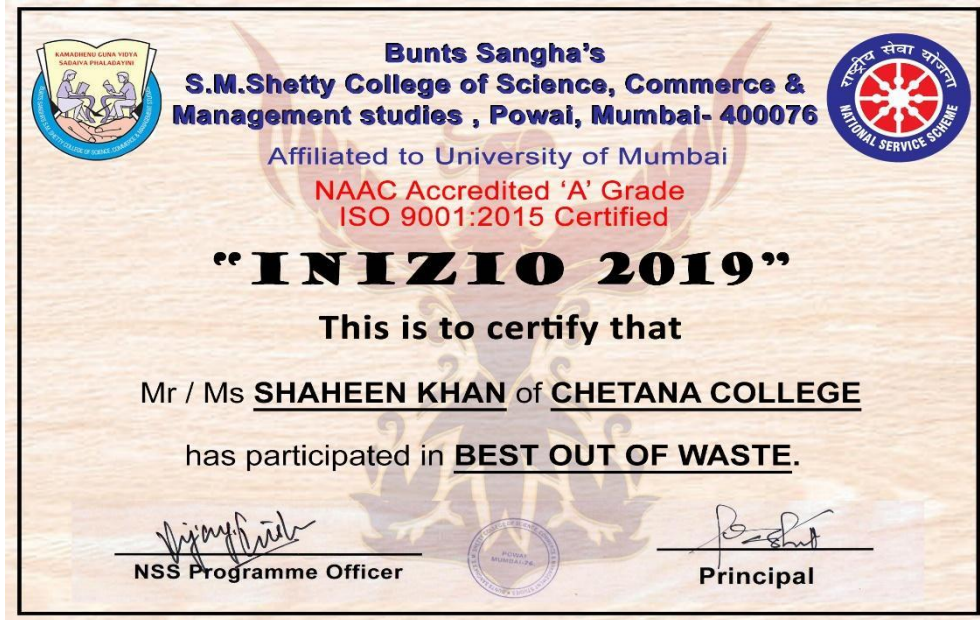 KAMADHENU GUNA VIDYA
SADAIVA PHALADAYINI
Bunts Sangha's
S.M.Shetty College of Science, Commerce &
Management studies , Powai, Mumbai- 400076
Affiliated to University of Mumbai
NAAC Accredited 'A' Grade
ISO 9001:2015 Certified
राष्ट्रीय सेवा योजना
NATIONAL SERVICE SCHEME
"INIZIO 2019"
This is to certify that
Mr / Ms SHAHEEN KHAN of CHETANA COLLEGE
has participated in BEST OUT OF WASTE.
NSS Programme Officer
POWAI
MUMBAI-76.
Principal